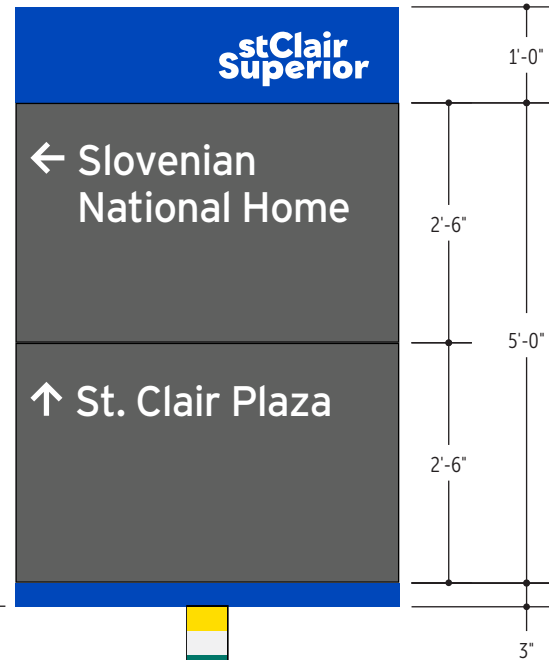 stClair
Superior
← Slovenian
National Home
↑ St. Clair Plaza
1'-0"
2'-6"
5'-0"
2'-6"
3"